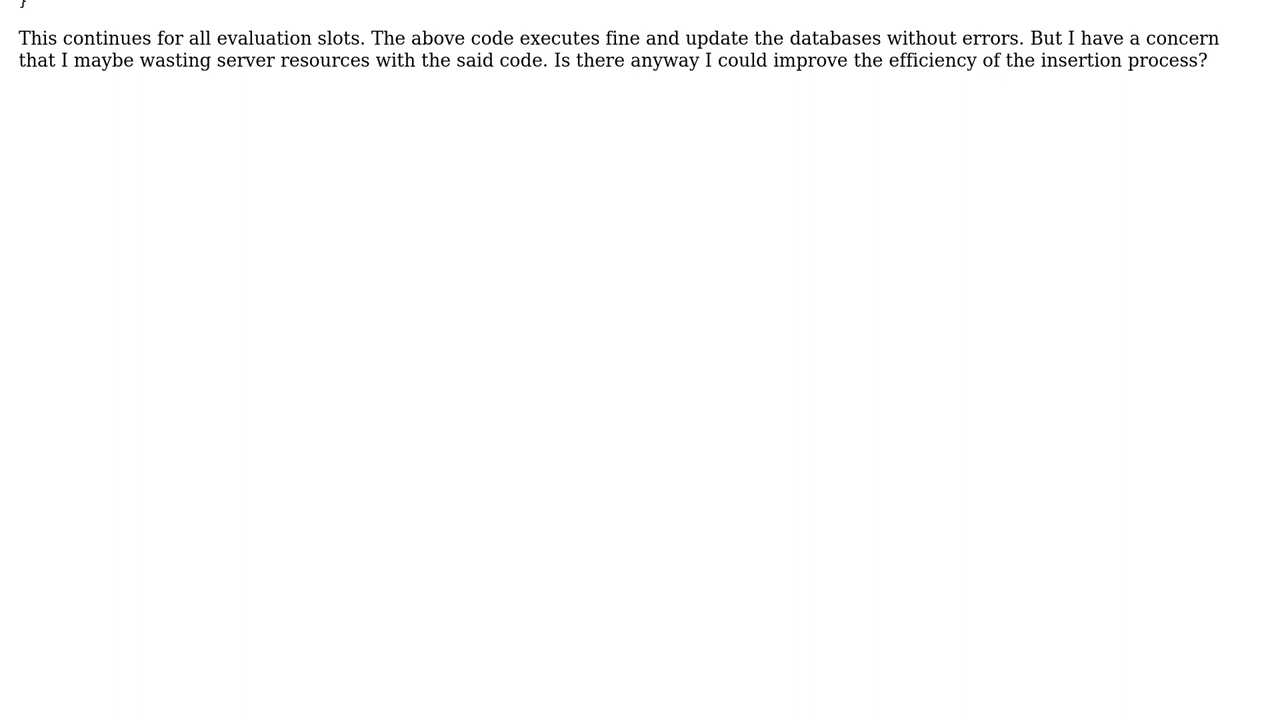 }
This continues for all evaluation slots. The above code executes fine and update the databases without errors. But I have a concern
that I maybe wasting server resources with the said code. Is there anyway I could improve the efficiency of the insertion process?